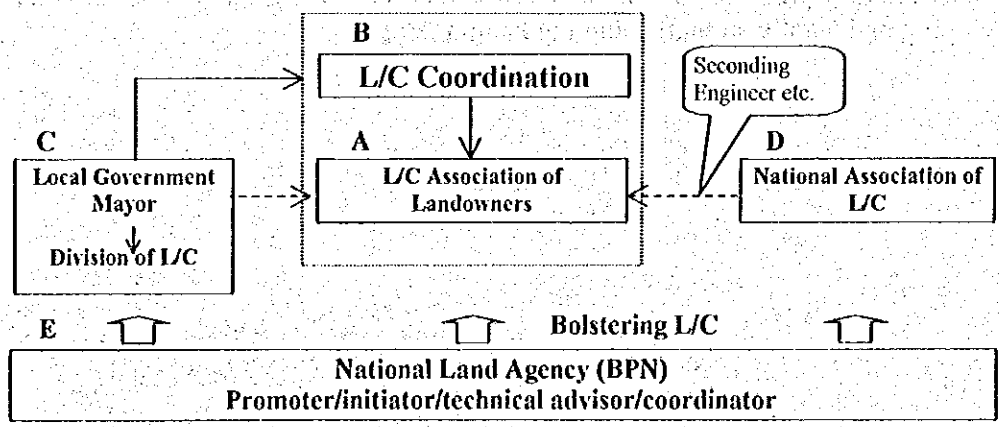 B
L/C Coordination
Seconding
Engineer etc.
C
A
D
Local Government
Mayor
Division of L/C
L/C Association of
Landowners
National Association of
L/C
E
Bolstering L/C
National Land Agency (BPN)
Promoter/initiator/technical advisor/coordinator